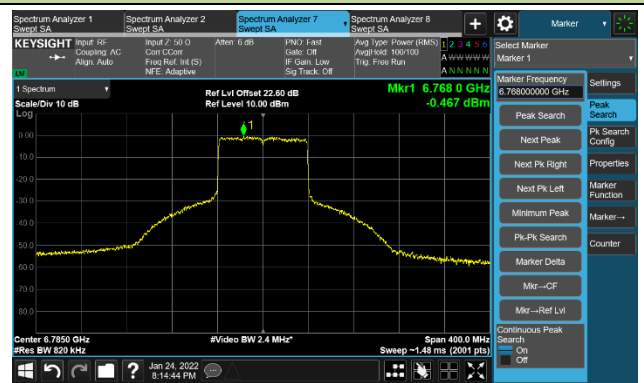 Spectrum Analyzer 1
Swept SA
Spectrum Analyzer 2
Swept SA
Spectrum Analyzer 7
Swept SA
Spectrum Analyzer 8
Swept SA
Marker
KEYSIGHT
Input: RF
Coupling: AC
Align: Auto
Input Z: 50 Ω
Corr CCorr
Freq Ref: Int (S)
NFE: Adaptive
Atten: 6 dB
PNO: Fast
Gate: Off
IF Gain: Low
Sig Track: Off
Avg Type: Power (RMS)
Avg|Hold: 100/100
Trig: Free Run
1 2 3 4 5 6
A W W W W W
A N N N N N
LXI
Select Marker
Marker 1
1 Spectrum
Scale/Div 10 dB
Log
Ref Lvl Offset 22.60 dB
Ref Level 10.00 dBm
Mkr1 6.768 0 GHz
-0.467 dBm
1
0.00
-10.0
-20.0
-30.0
-40.0
-50.0
-60.0
-70.0
-80.0
Center 6.7850 GHz
#Res BW 820 kHz
#Video BW 2.4 MHz*
Span 400.0 MHz
Sweep ~1.48 ms (2001 pts)
Marker Frequency
6.768000000 GHz
Peak Search
Next Peak
Next Pk Right
Next Pk Left
Minimum Peak
Pk-Pk Search
Marker Delta
Mkr→CF
Mkr→Ref Lvl
Continuous Peak
Search
On
Off
Settings
Peak
Search
Pk Search
Config
Properties
Marker
Function
Marker→
Counter
?
Jan 24, 2022
8:14:44 PM